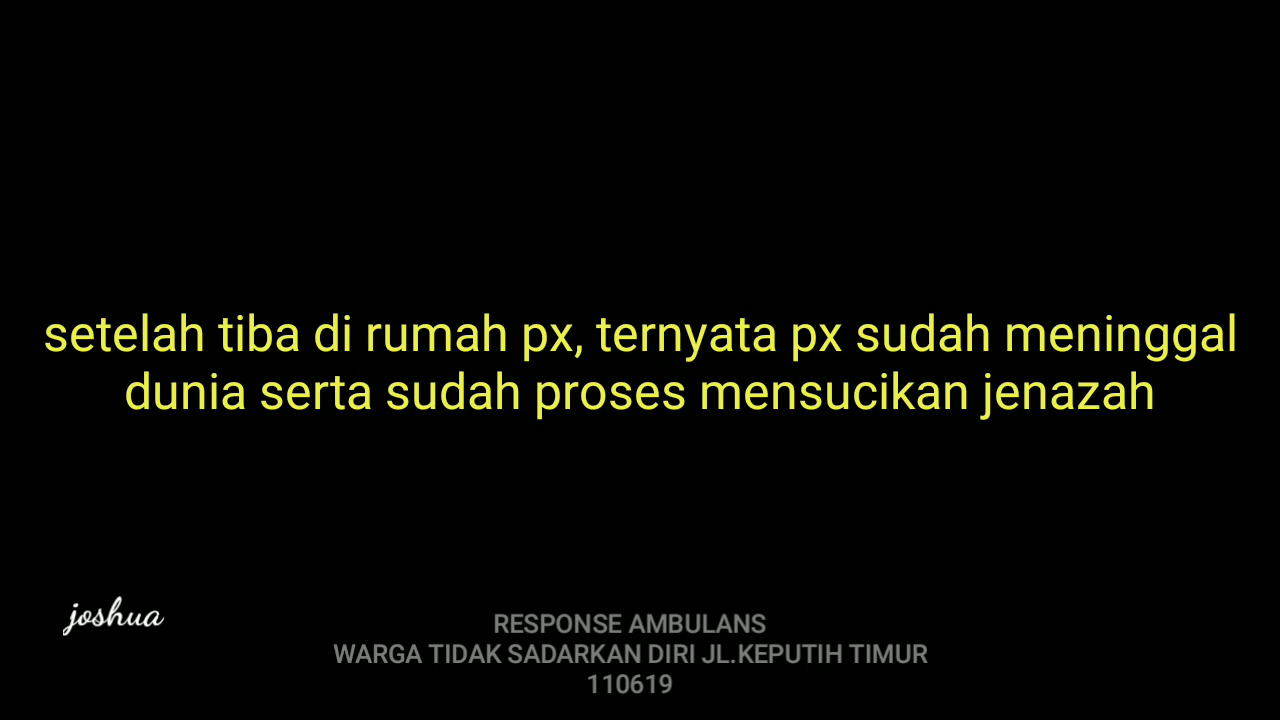 setelah tiba di rumah px, ternyata px sudah meninggal
dunia serta sudah proses mensucikan jenazah
joshua
RESPONSE AMBULANS
WARGA TIDAK SADARKAN DIRI JL.KEPUTIH TIMUR
110619